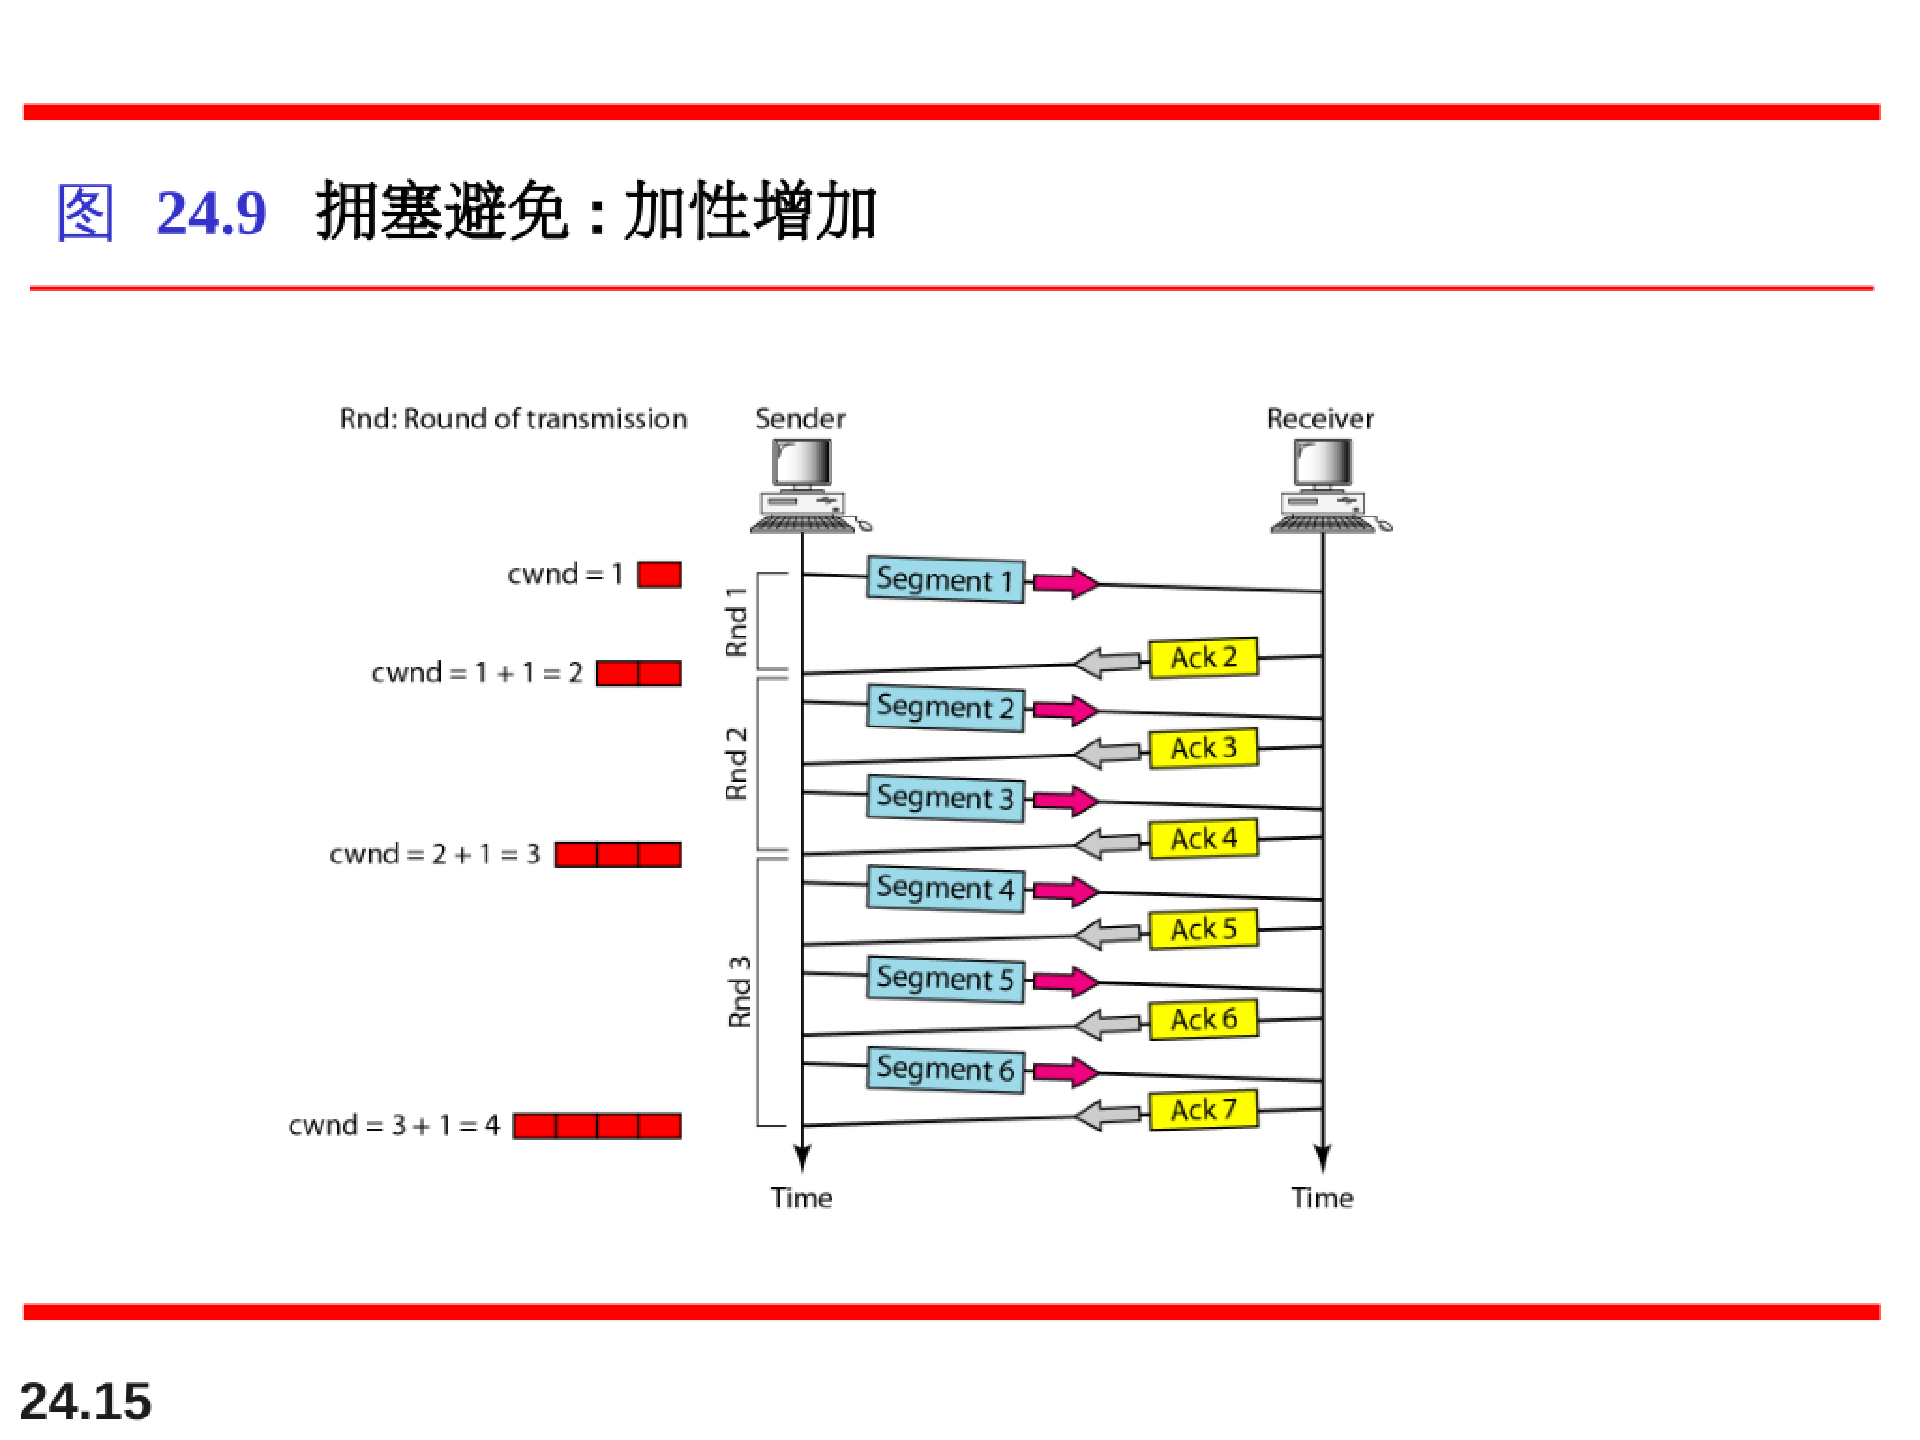 图 24.9 拥塞避免 : 加性增加
Rnd: Round of transmission
Sender
Receiver
cwnd = 1
Rnd 1
Segment 1
Ack 2
cwnd = 1 + 1 = 2
Rnd 2
Segment 2
Ack 3
Segment 3
Ack 4
cwnd = 2 + 1 = 3
Rnd 3
Segment 4
Ack 5
Segment 5
Ack 6
Segment 6
Ack 7
cwnd = 3 + 1 = 4
Time
Time
24.15